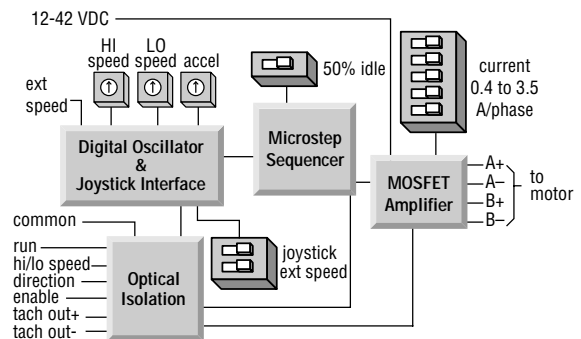 12-42 VDC
HI
speed
LO
speed
accel
ext
speed
50% idle
current
0.4 to 3.5
A/phase
Digital Oscillator
&
Joystick Interface
Microstep
Sequencer
MOSFET
Amplifier
A+
A–
B+
B–
to
motor
common
run
hi/lo speed
direction
enable
tach out+
tach out-
Optical
Isolation
joystick
ext speed